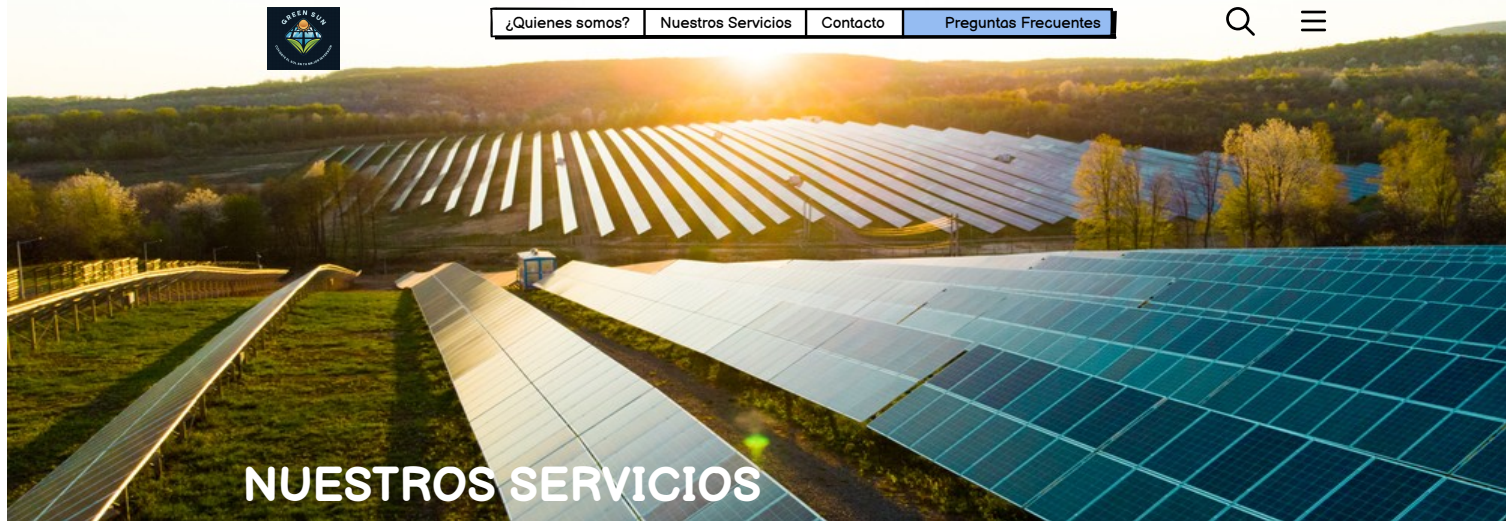 GREEN SUN
¿Quienes somos?
Nuestros Servicios
Contacto
Preguntas Frecuentes
NUESTROS SERVICIOS